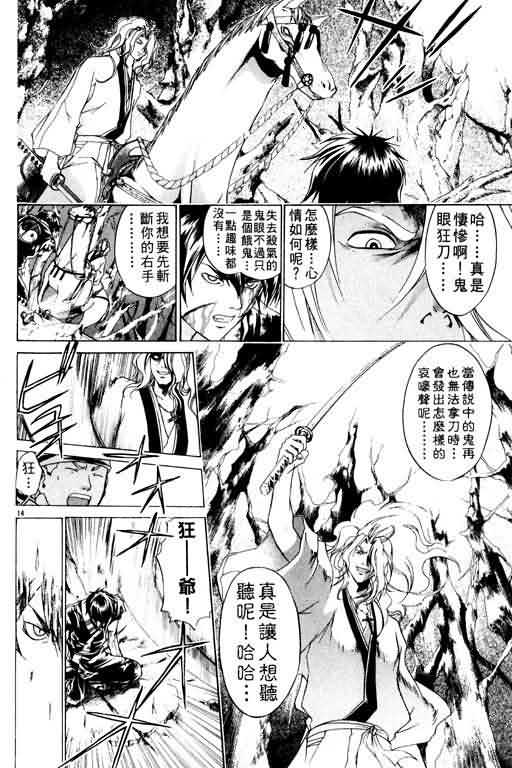 哈……真是
悽慘啊！鬼
眼狂刀…
怎麼樣…心
情如何呢？
失去殺氣的
鬼眼不過只
是個餓鬼…
一點趣味都
沒有……
我想要先斬
斷你的右手
……………
當傳説中的鬼再
也無法拿刀時…
會發出怎麼樣的
哀嚎聲呢……
真是讓人想聽
聽呢！哈哈
哈…
狂…
狂—爺！
14